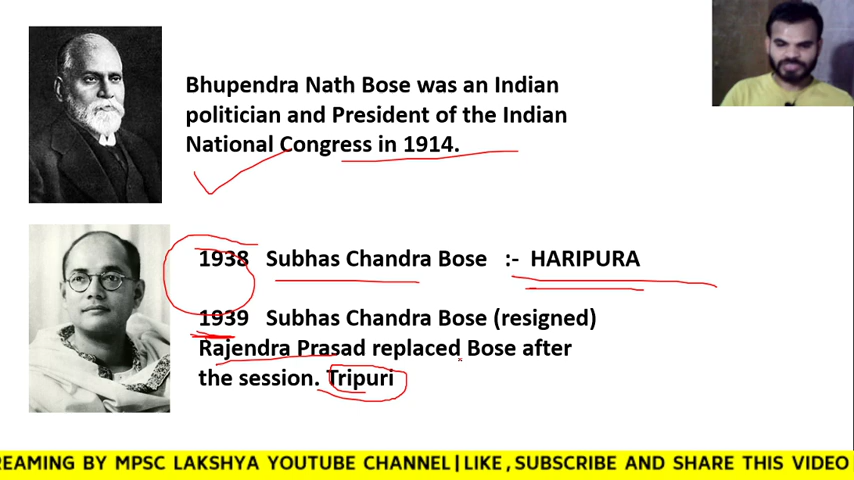 Bhupendra Nath Bose was an Indian
politician and President of the Indian
National Congress in 1914.
1938 Subhas Chandra Bose :- HARIPURA
1939 Subhas Chandra Bose (resigned)
Rajendra Prasad replaced Bose after
the session. Tripuri
REAMING BY MPSC LAKSHYA YOUTUBE CHANNEL|LIKE,SUBSCRIBE AND SHARE THIS VIDEO